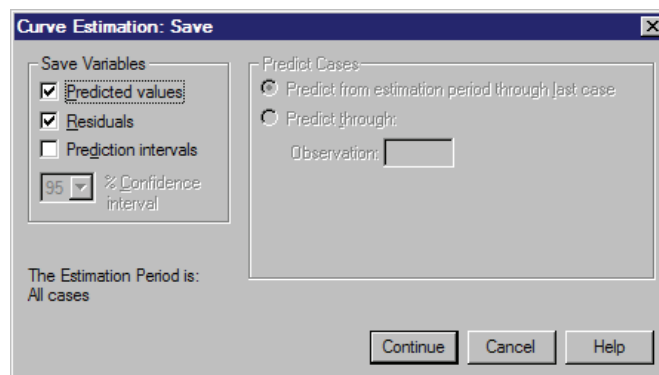 Curve Estimation: Save
Save Variables
Predicted values
Residuals
Prediction intervals
95
% Confidence
interval
The Estimation Period is:
All cases
Predict Cases
Predict from estimation period through last case
Predict through:
Observation:
Continue
Cancel
Help